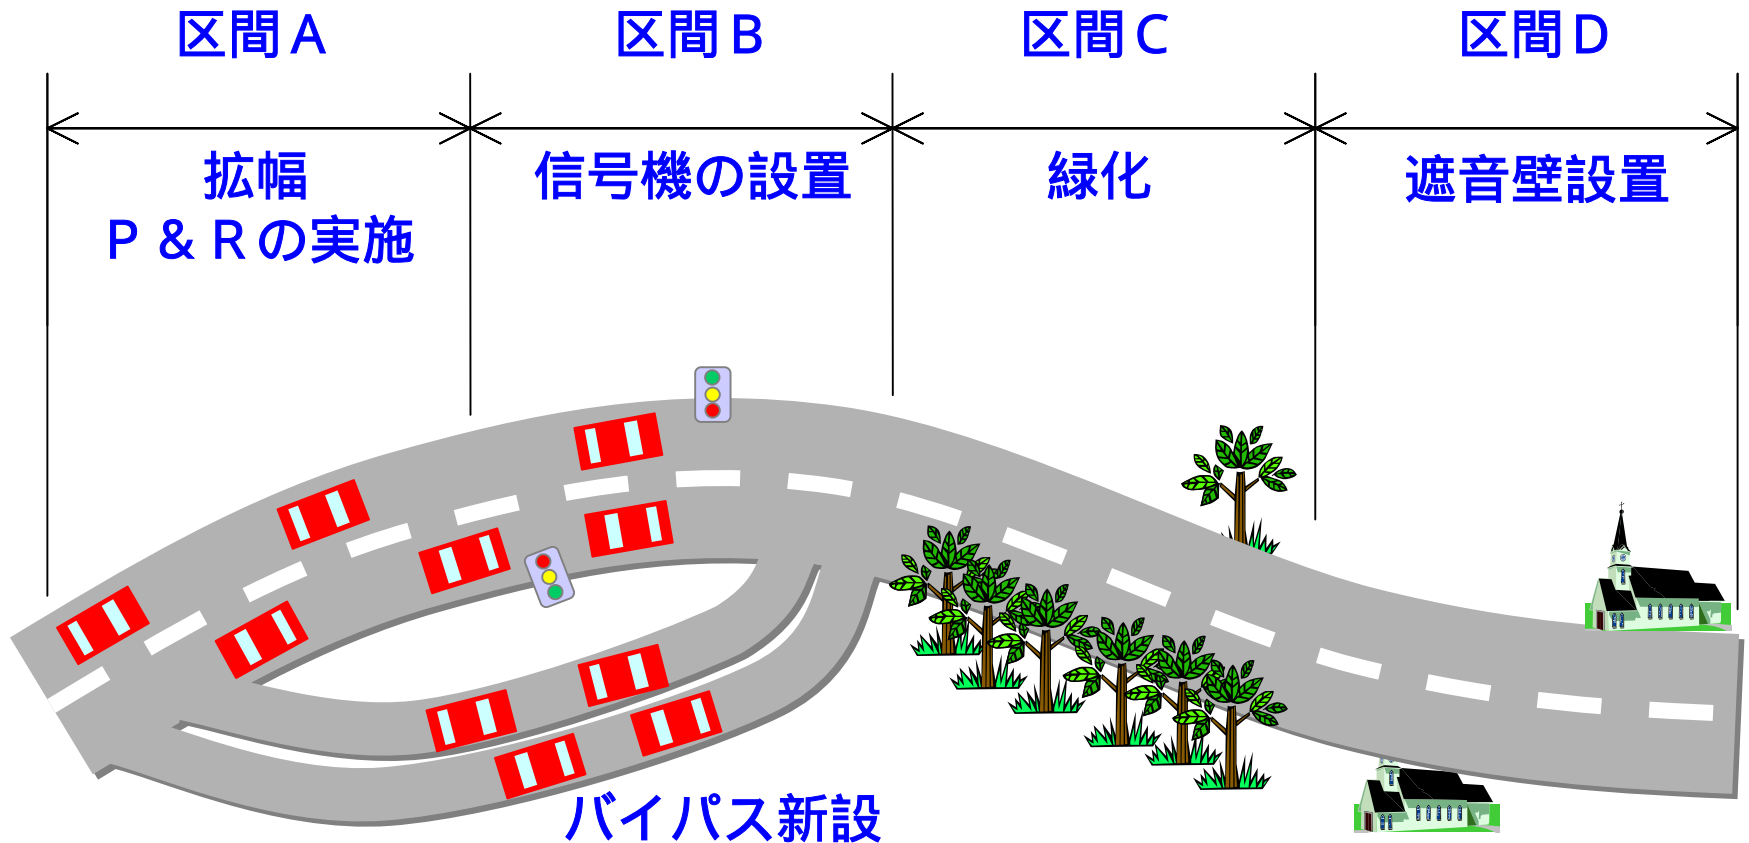 区間A
区間B
区間C
区間D
拡幅
P&Rの実施
信号機の設置
緑化
遮音壁設置
バイパス新設